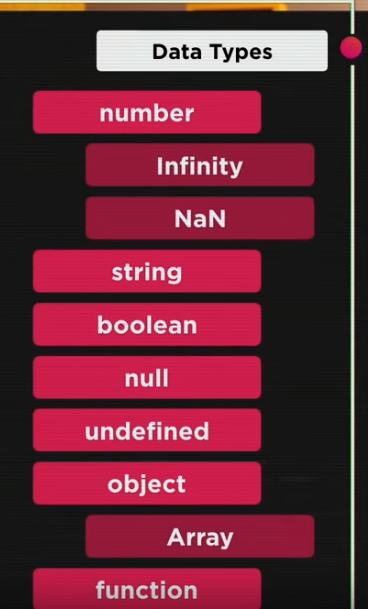 Data Types
number
Infinity
NaN
string
boolean
null
undefined
object
Array
function